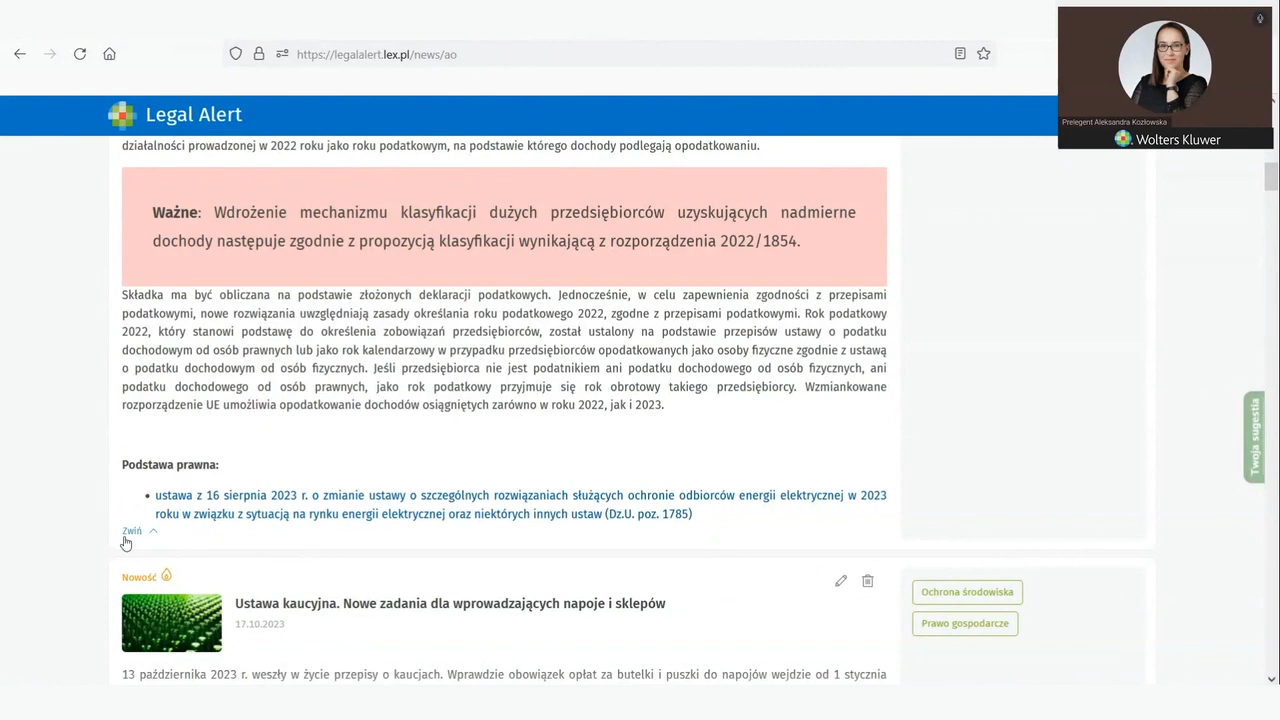 https://legalalert.lex.pl/news/ao
Prelegent Aleksandra Kozłowska
Wolters Kluwer
Legal Alert
działalności prowadzonej w 2022 roku jako roku podatkowym, na podstawie którego dochody podlegają opodatkowaniu.
Ważne: Wdrożenie mechanizmu klasyfikacji dużych przedsiębiorców uzyskujących nadmierne
dochody następuje zgodnie z propozycją klasyfikacji wynikającą z rozporządzenia 2022/1854.
Składka ma być obliczana na podstawie złożonych deklaracji podatkowych. Jednocześnie, w celu zapewnienia zgodności z przepisami
podatkowymi, nowe rozwiązania uwzględniają zasady określania roku podatkowego 2022, zgodne z przepisami podatkowymi. Rok podatkowy
2022, który stanowi podstawę do określenia zobowiązań przedsiębiorców, został ustalony na podstawie przepisów ustawy o podatku
dochodowym od osób prawnych lub jako rok kalendarzowy w przypadku przedsiębiorców opodatkowanych jako osoby fizyczne zgodnie z ustawą
o podatku dochodowym od osób fizycznych. Jeśli przedsiębiorca nie jest podatnikiem ani podatku dochodowego od osób fizycznych, ani
podatku dochodowego od osób prawnych, jako rok podatkowy przyjmuje się rok obrotowy takiego przedsiębiorcy. Wzmiankowane
rozporządzenie UE umożliwia opodatkowanie dochodów osiągniętych zarówno w roku 2022, jak i 2023.
Podstawa prawna:
• ustawa z 16 sierpnia 2023 r. o zmianie ustawy o szczególnych rozwiązaniach służących ochronie odbiorców energii elektrycznej w 2023
roku w związku z sytuacją na rynku energii elektrycznej oraz niektórych innych ustaw (Dz.U. poz. 1785)
Zwiń
Twoja sugestia
Nowość
Ustawa kaucyjna. Nowe zadania dla wprowadzających napoje i sklepów
17.10.2023
Ochrona środowiska
Prawo gospodarcze
13 października 2023 r. weszły w życie przepisy o kaucjach. Wprawdzie obowiązek opłat za butelki i puszki do napojów wejdzie od 1 stycznia